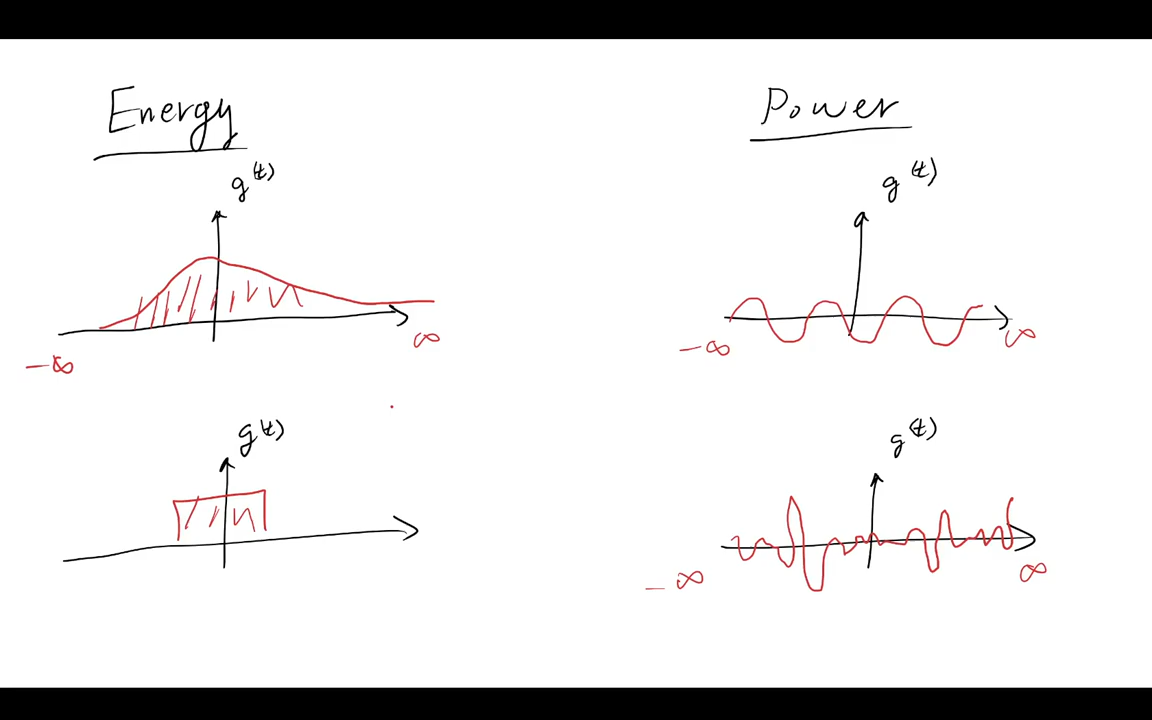 Energy
g(t)
-∞
∞
g(t)
Power
g(t)
-∞
∞
g(t)
-∞
∞